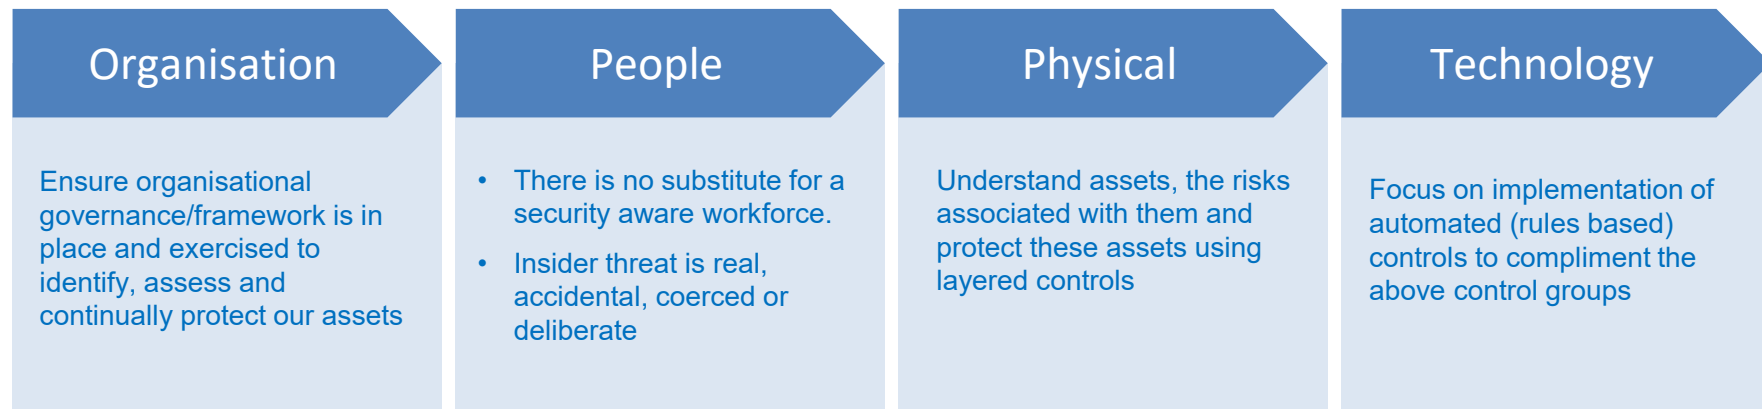 Organisation
Ensure organisational
governance/framework is in
place and exercised to
identify, assess and
continually protect our assets
People
• There is no substitute for a
security aware workforce.
• Insider threat is real,
accidental, coerced or
deliberate
Physical
Understand assets, the risks
associated with them and
protect these assets using
layered controls
Technology
Focus on implementation of
automated (rules based)
controls to compliment the
above control groups